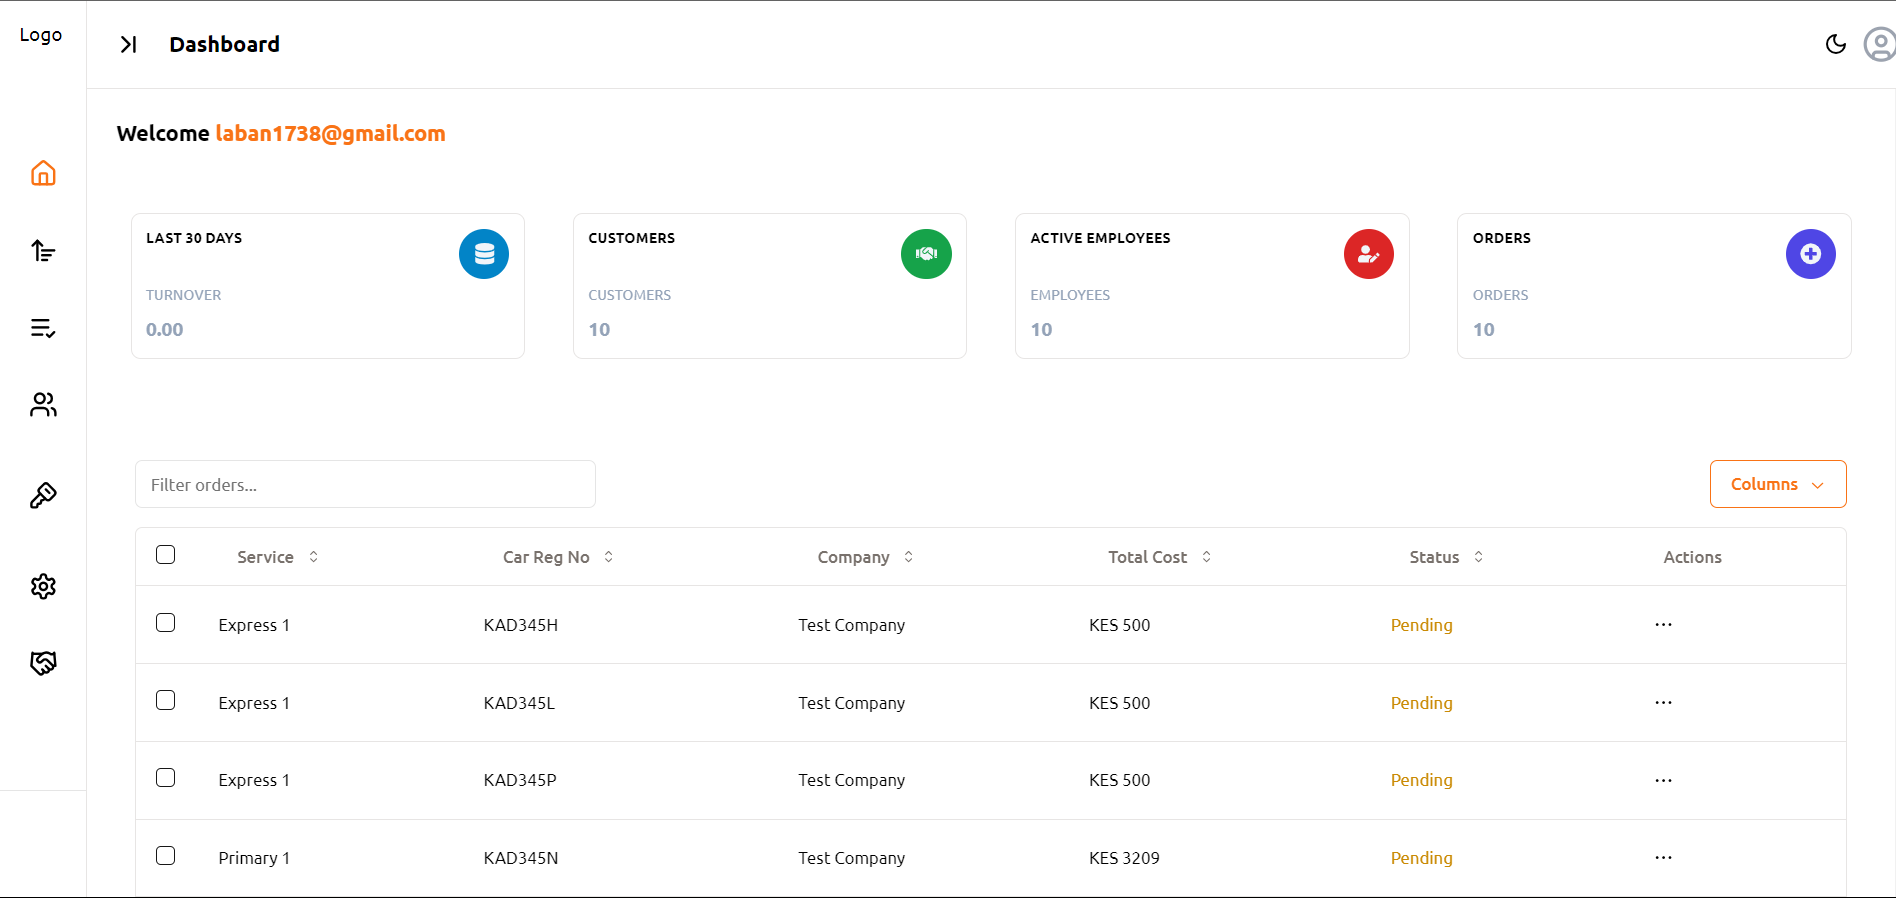 Logo
Dashboard
Welcome laban1738@gmail.com
LAST 30 DAYS
TURNOVER
0.00
CUSTOMERS
CUSTOMERS
10
ACTIVE EMPLOYEES
EMPLOYEES
10
ORDERS
ORDERS
10
Filter orders...
Columns
Service Car Reg No Company Total Cost Status Actions
Express 1 KAD345H Test Company KES 500 Pending ...
Express 1 KAD345L Test Company KES 500 Pending ...
Express 1 KAD345P Test Company KES 500 Pending ...
Primary 1 KAD345N Test Company KES 3209 Pending ...